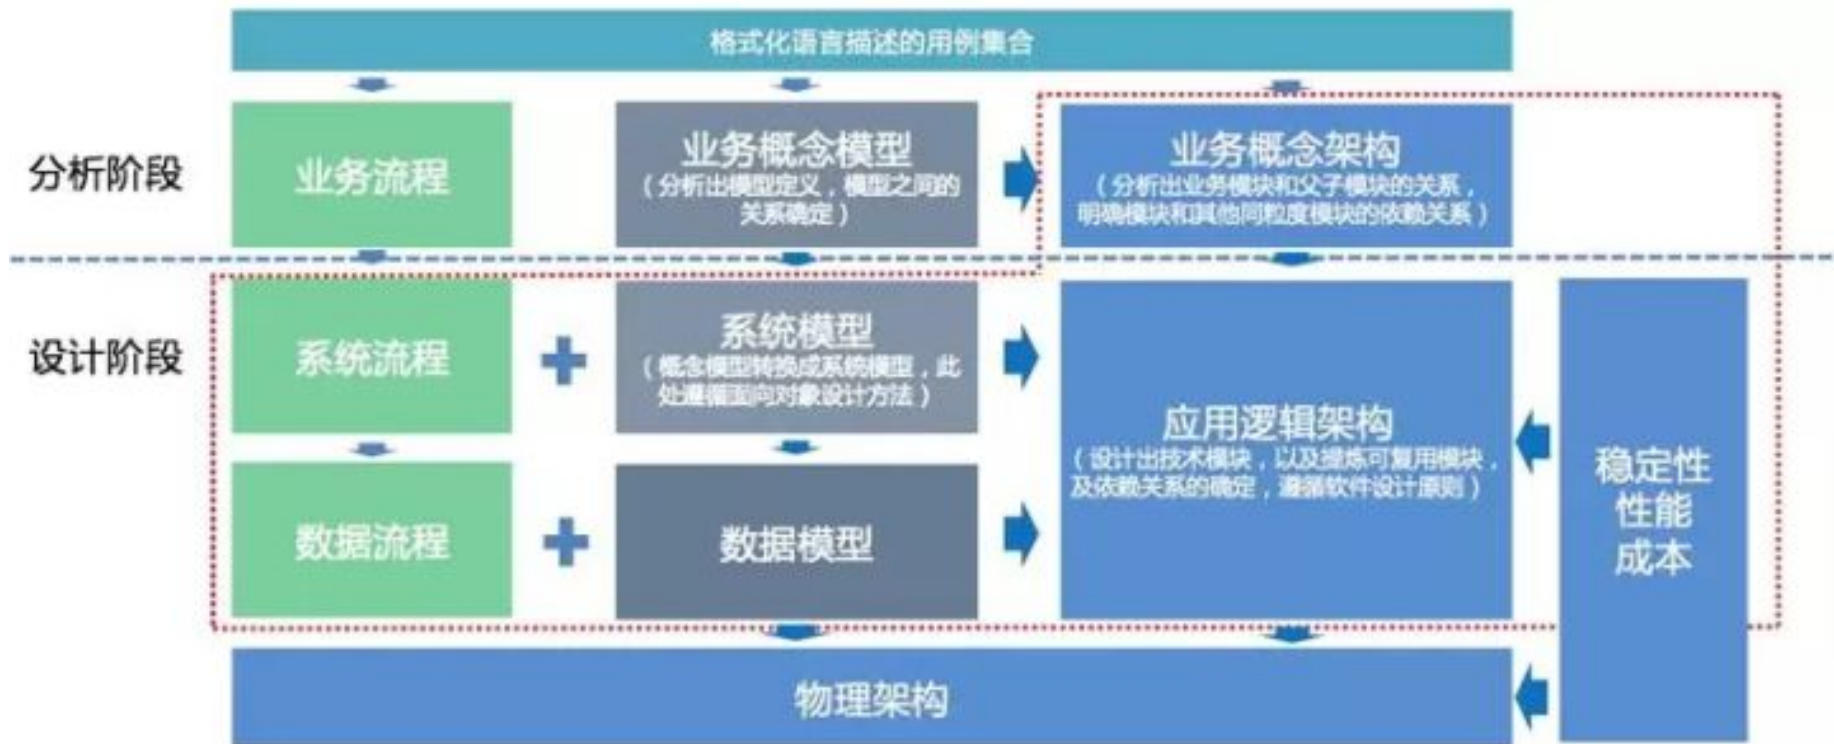 格式化语言描述的用例集合
分析阶段
业务流程
业务概念模型
（分析出模型定义，模型之间的
关系确定）
业务概念架构
（分析出业务模块和父子模块的关系，
明确模块和其他同粒度模块的依赖关系）
设计阶段
系统流程
系统模型
（概念模型转换成系统模型，此
处遵循面向对象设计方法）
应用逻辑架构
（设计出技术模块，以及提炼可复用模块，
及依赖关系的确定，遵循软件设计原则）
稳定性
性能
成本
数据流程
数据模型
物理架构